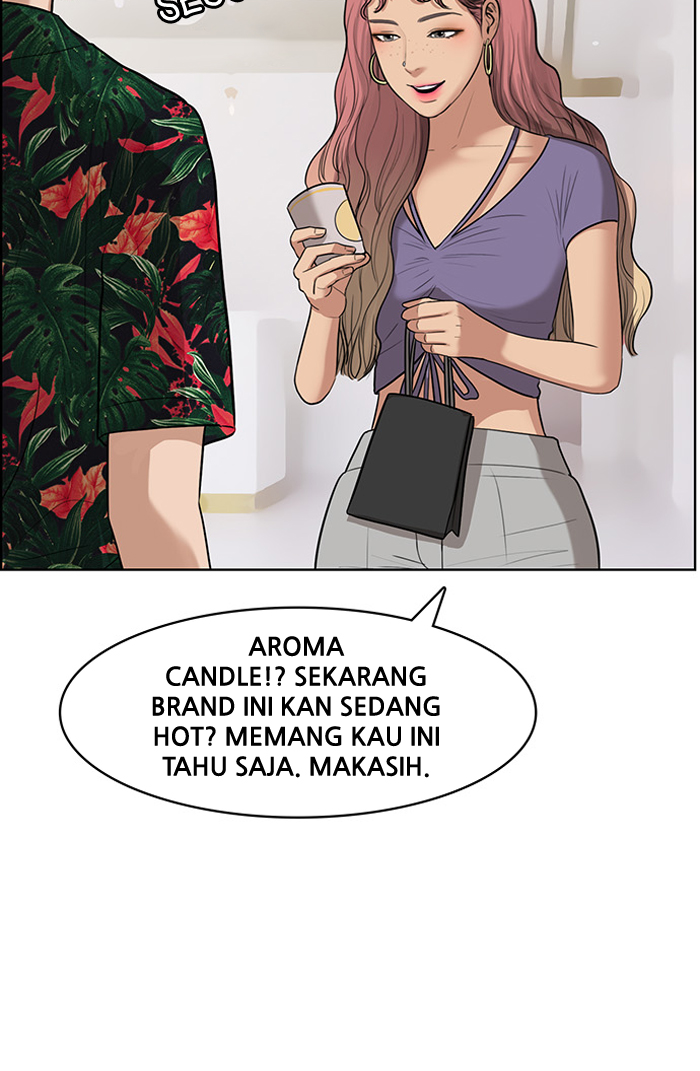 AROMA
CANDLE!? SEKARANG
BRAND INI KAN SEDANG
HOT? MEMANG KAU INI
TAHU SAJA. MAKASIH.